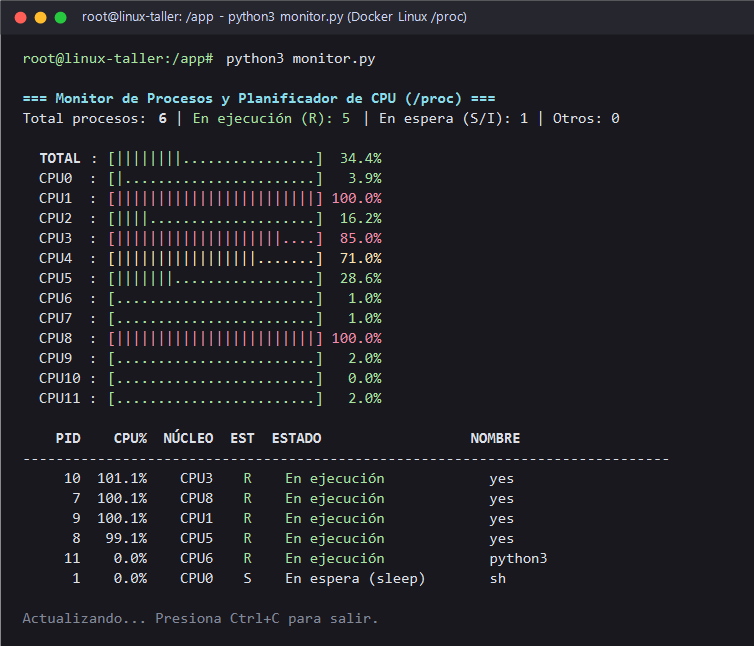 root@linux-taller: /app - python3 monitor.py (Docker Linux /proc)
root@linux-taller:/app# python3 monitor.py
=== Monitor de Procesos y Planificador de CPU (/proc) ===
Total procesos: 6 | En ejecución (R): 5 | En espera (S/I): 1 | Otros: 0
TOTAL : [||||||||................] 34.4%
CPU0 : [|.......................] 3.9%
CPU1 : [||||||||||||||||||||||||] 100.0%
CPU2 : [||||....................] 16.2%
CPU3 : [||||||||||||||||||||....] 85.0%
CPU4 : [|||||||||||||||||.......] 71.0%
CPU5 : [|||||||.................] 28.6%
CPU6 : [........................] 1.0%
CPU7 : [........................] 1.0%
CPU8 : [||||||||||||||||||||||||] 100.0%
CPU9 : [........................] 2.0%
CPU10 : [........................] 0.0%
CPU11 : [........................] 2.0%
PID CPU% NÚCLEO EST ESTADO NOMBRE
------------------------------------------------------------------------------
10 101.1% CPU3 R En ejecución yes
7 100.1% CPU8 R En ejecución yes
9 100.1% CPU1 R En ejecución yes
8 99.1% CPU5 R En ejecución yes
11 0.0% CPU6 R En ejecución python3
1 0.0% CPU0 S En espera (sleep) sh
Actualizando... Presiona Ctrl+C para salir.